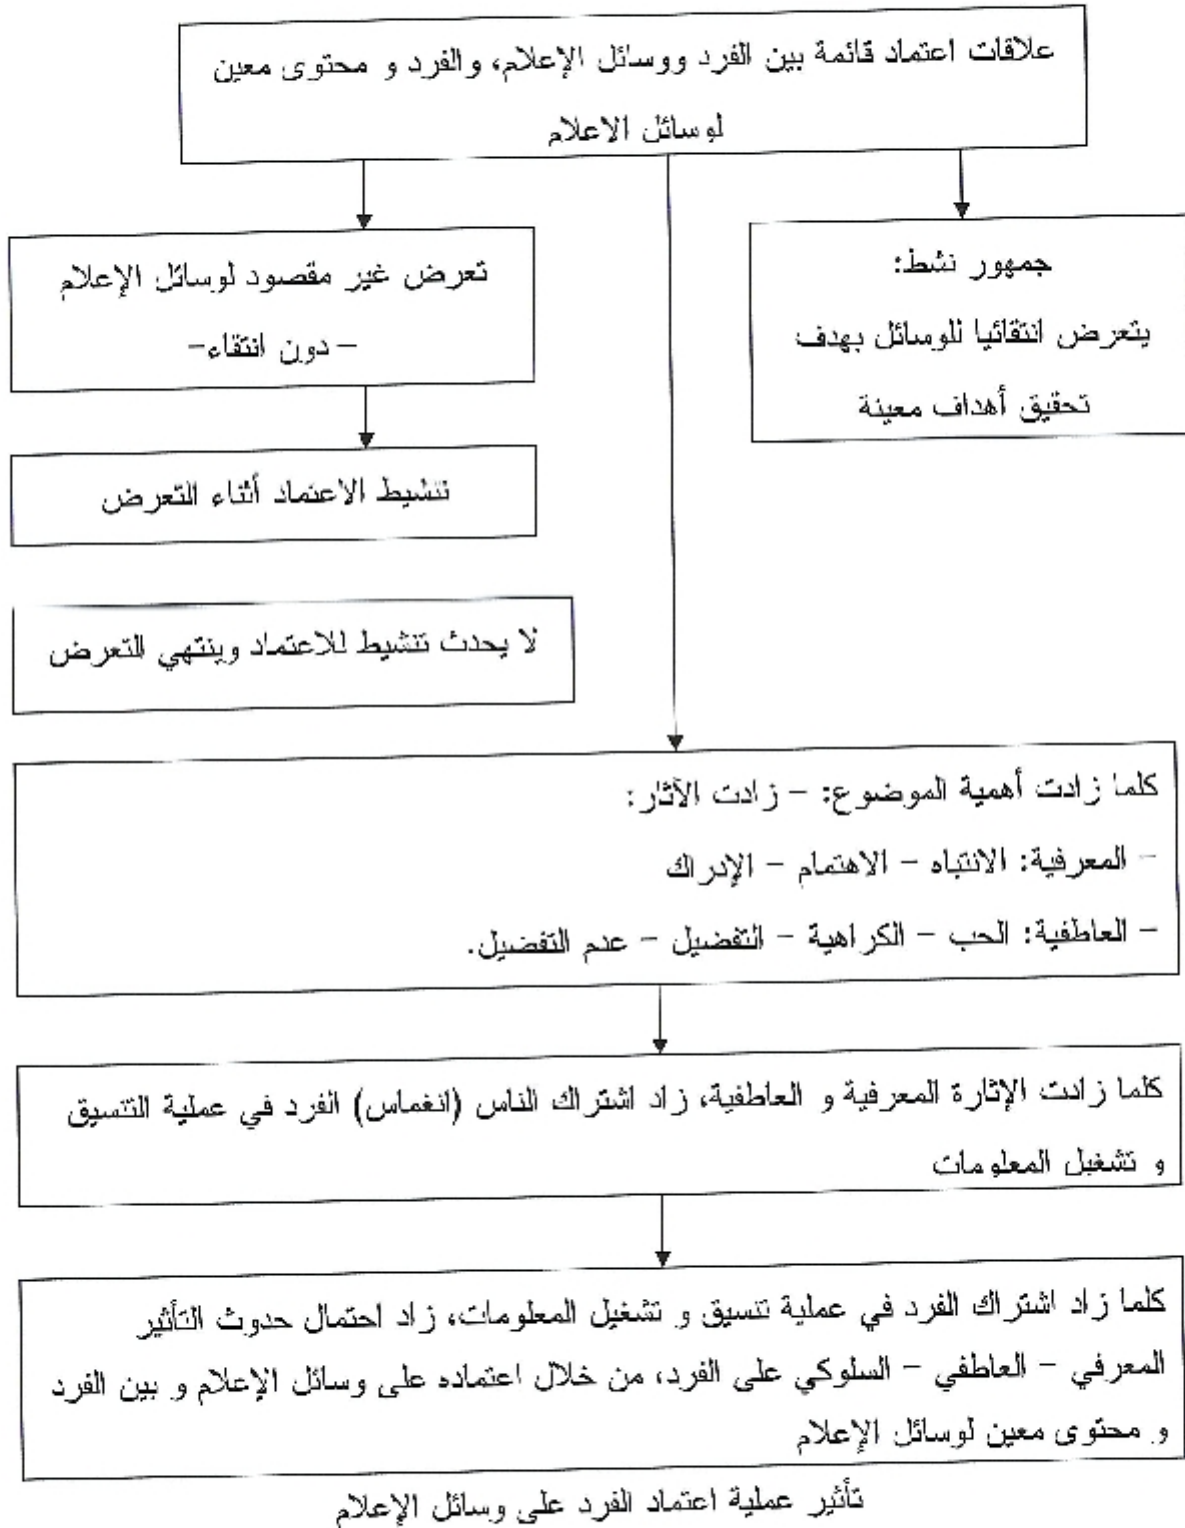 علاقات اعتماد قائمة بين الفرد ووسائل الإعلام، والفرد و محتوى معين
لوسائل الاعلام
جمهور نشط:
يتعرض انتقائيا للوسائل بهدف
تحقيق أهداف معينة
تعرض غير مقصود لوسائل الإعلام
– دون انتقاء–
تنشيط الاعتماد أثناء التعرض
لا يحدث تنشيط للاعتماد وينتهي التعرض
كلما زادت أهمية الموضوع: – زادت الآثار:
– المعرفية: الانتباه – الاهتمام – الإدراك
– العاطفية: الحب – الكراهية – التفضيل – عدم التفضيل.
كلما زادت الإثارة المعرفية و العاطفية، زاد اشتراك الناس (انغماس) الفرد في عملية التنسيق
و تشغيل المعلومات
كلما زاد اشتراك الفرد في عملية تنسيق و تشغيل المعلومات، زاد احتمال حدوث التأثير
المعرفي – العاطفي – السلوكي على الفرد، من خلال اعتماده على وسائل الإعلام و بين الفرد
و محتوى معين لوسائل الإعلام
تأثير عملية اعتماد الفرد على وسائل الإعلام